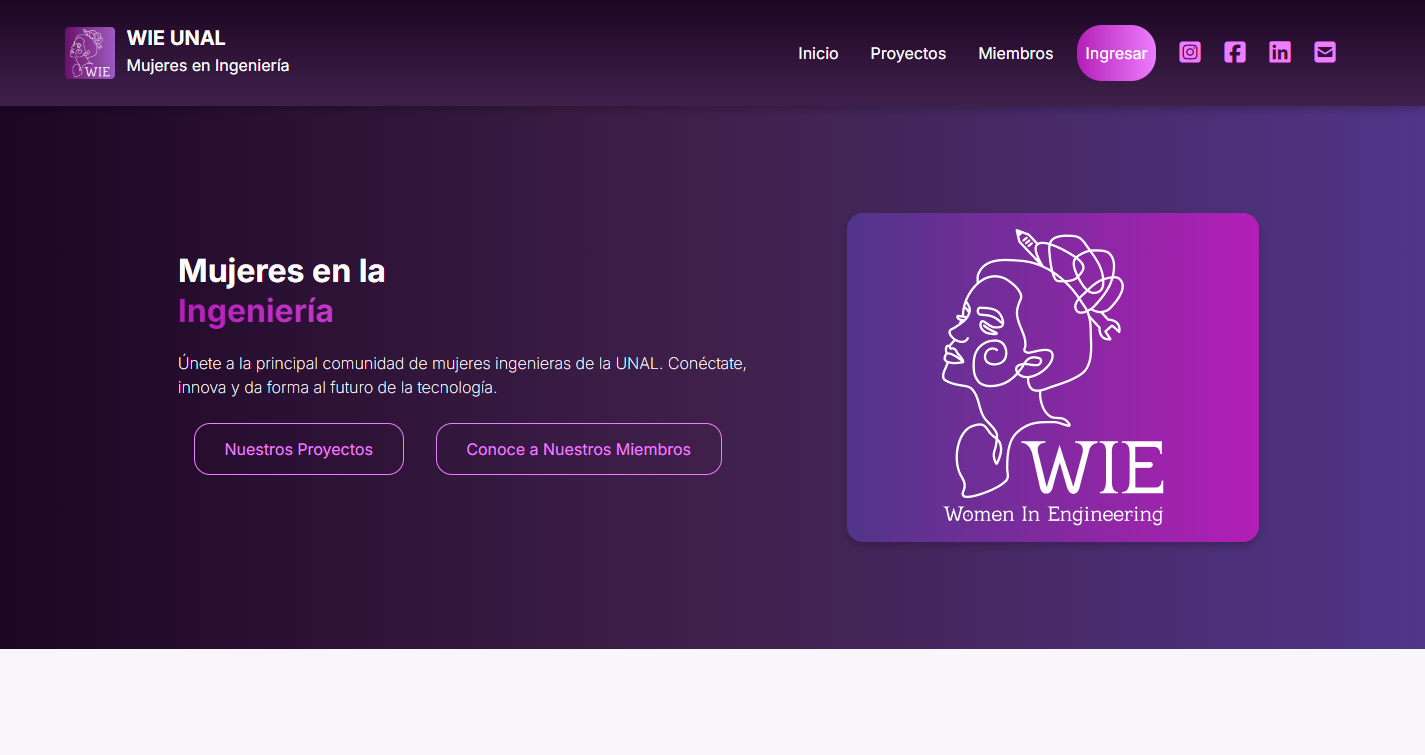 WIE UNAL
Mujeres en Ingeniería
WIE
Inicio
Proyectos
Miembros
Ingresar
Mujeres en la
Ingeniería
Únete a la principal comunidad de mujeres ingenieras de la UNAL. Conéctate,
innova y da forma al futuro de la tecnología.
Nuestros Proyectos
Conoce a Nuestros Miembros
WIE
Women In Engineering